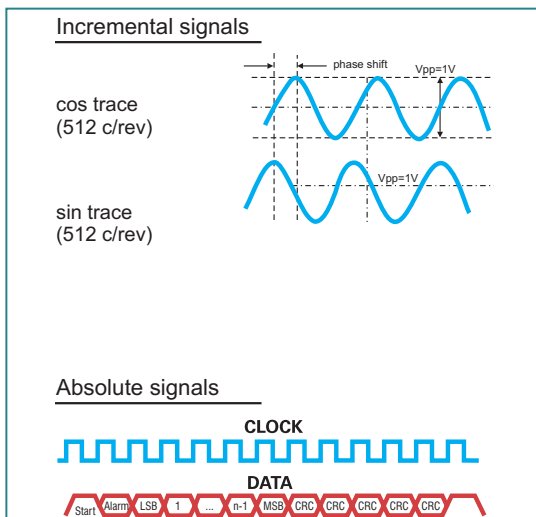 Incremental signals
phase shift
Vpp=1V
cos trace
(512 c/rev)
Vpp=1V
sin trace
(512 c/rev)
Absolute signals
CLOCK
DATA
Start Alarm LSB 1 ... n-1 MSB CRC CRC CRC CRC CRC